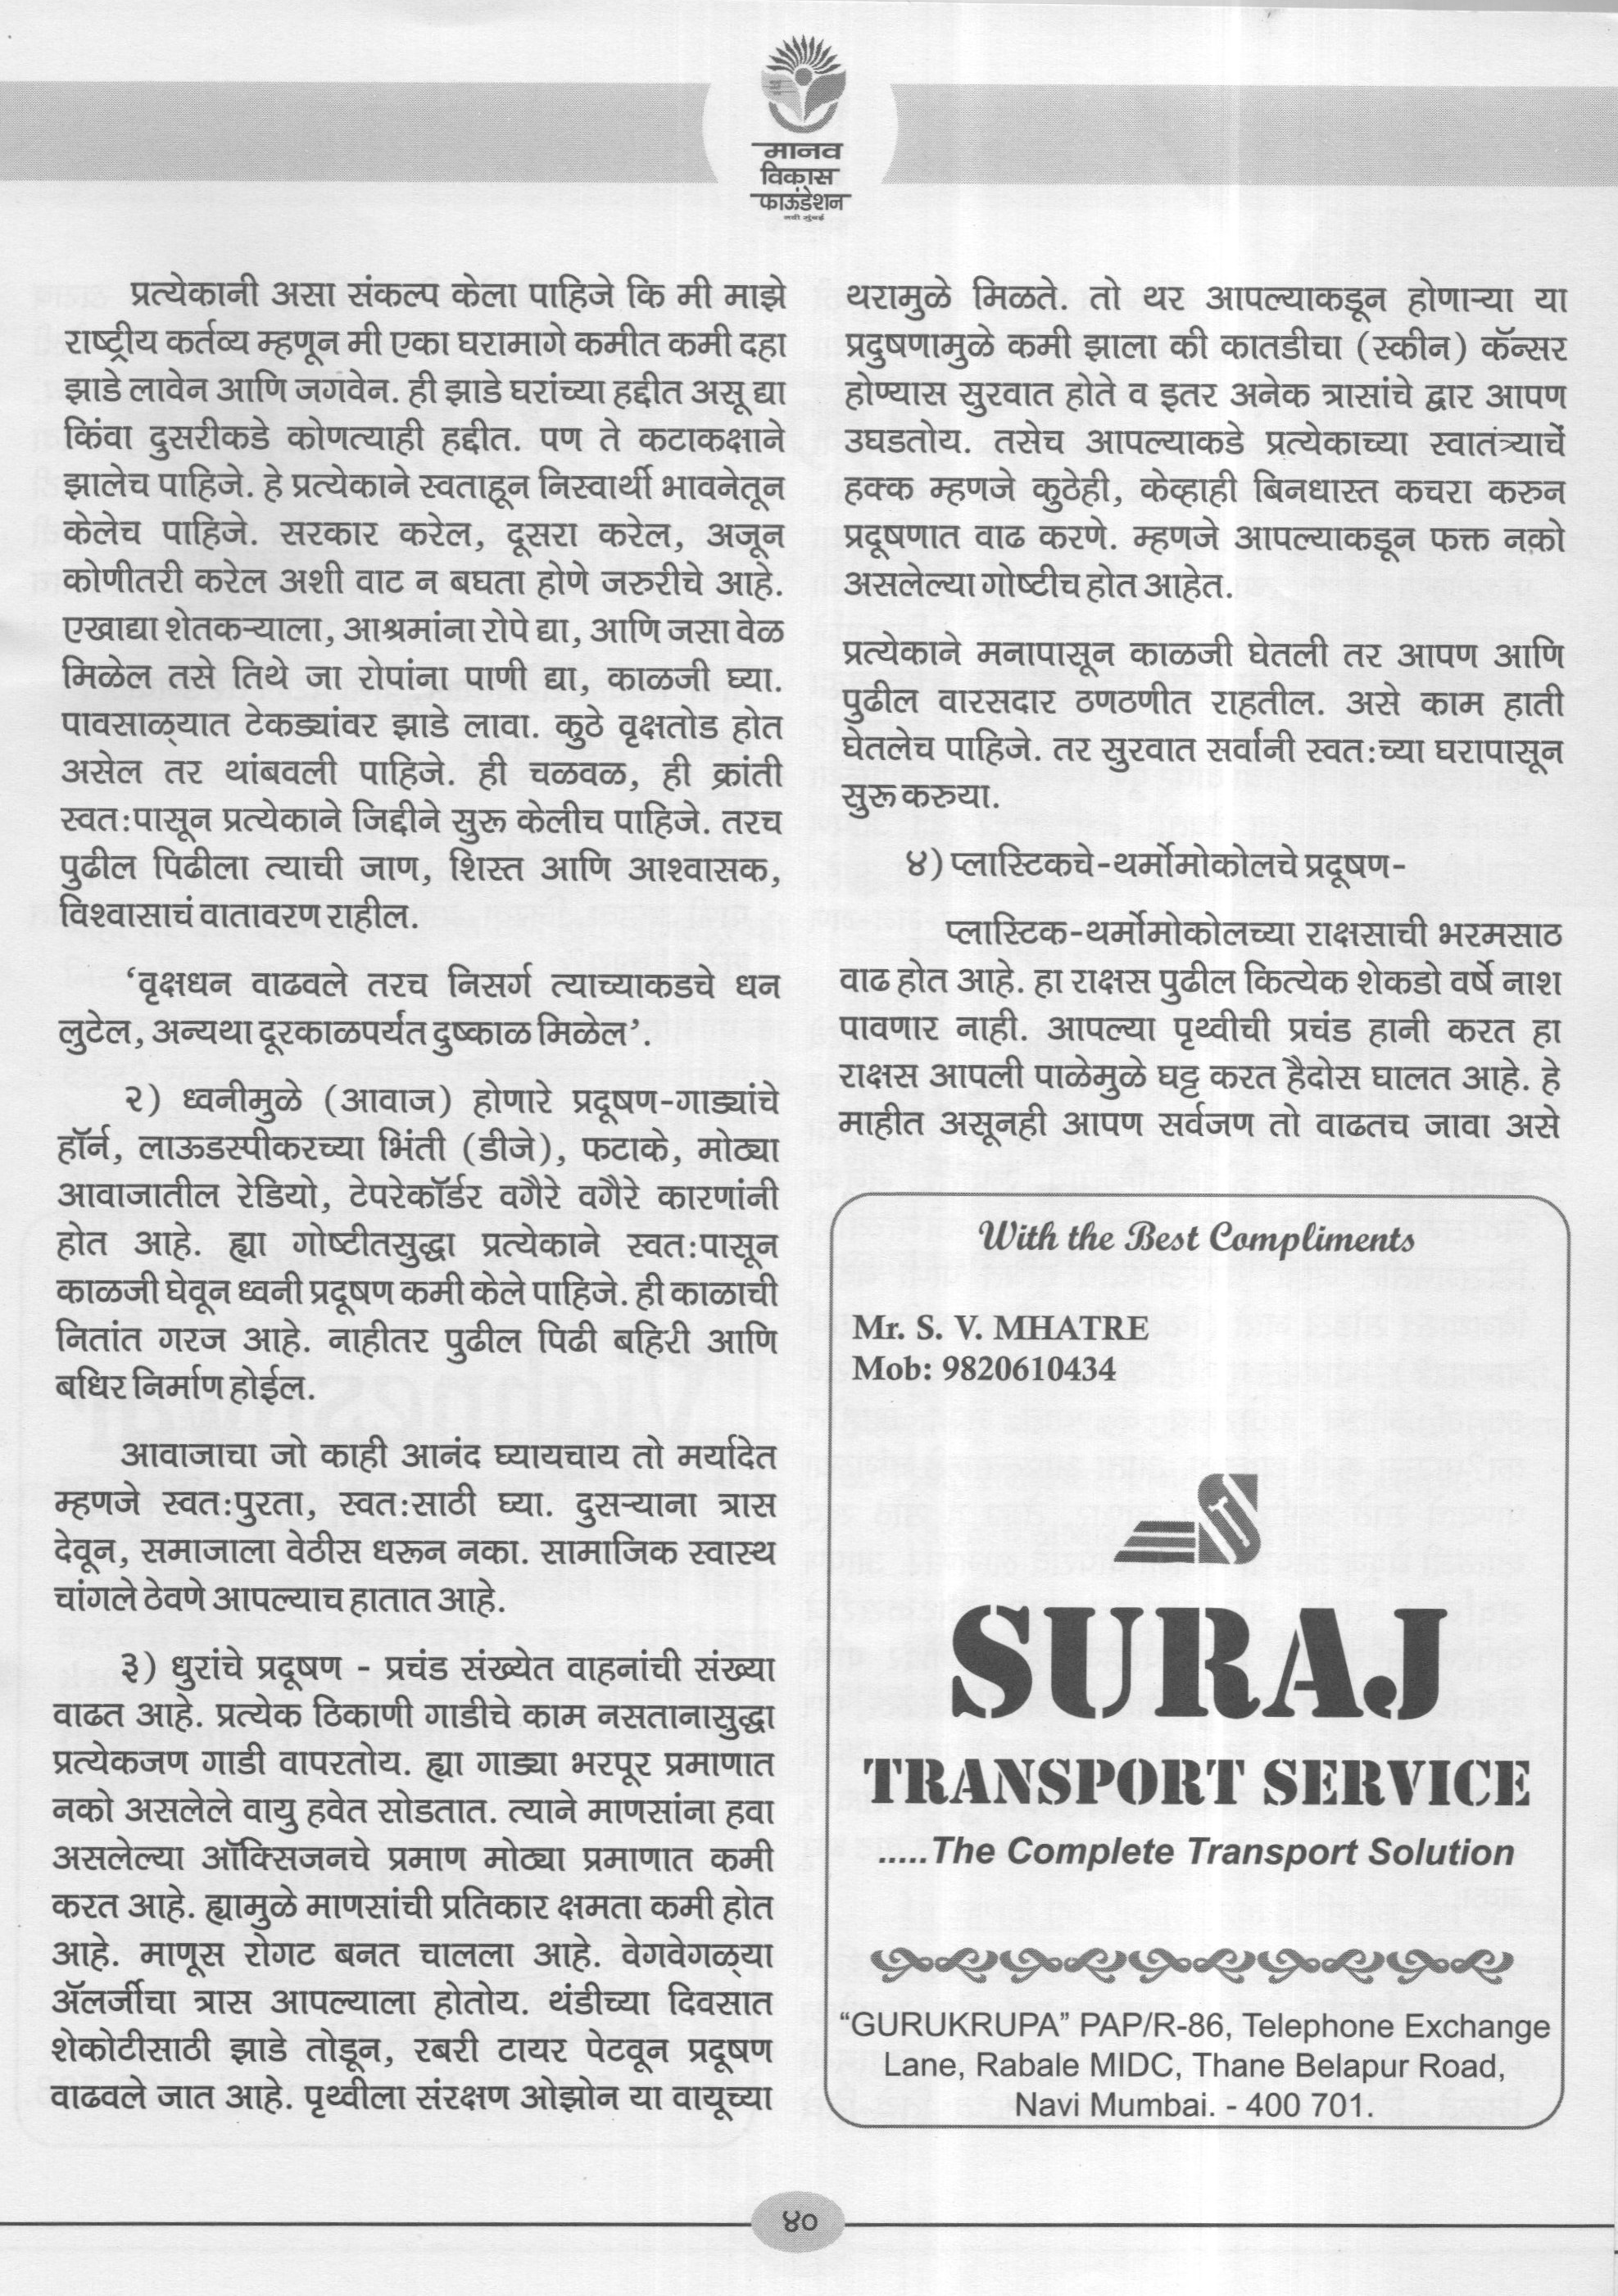 मानव
विकास
फाऊंडेशन
नवी मुंबई
प्रत्येकानी असा संकल्प केला पाहिजे कि मी माझे
राष्ट्रीय कर्तव्य म्हणून मी एका घरामागे कमीत कमी दहा
झाडे लावेन आणि जगवेन. ही झाडे घरांच्या हद्दीत असू द्या
किंवा दुसरीकडे कोणत्याही हद्दीत. पण ते कटाकक्षाने
झालेच पाहिजे. हे प्रत्येकाने स्वताहून निस्वार्थी भावनेतून
केलेच पाहिजे. सरकार करेल, दूसरा करेल, अजून
कोणीतरी करेल अशी वाट न बघता होणे जरुरीचे आहे.
एखाद्या शेतकऱ्याला, आश्रमांना रोपे द्या, आणि जसा वेळ
मिळेल तसे तिथे जा रोपांना पाणी द्या, काळजी घ्या.
पावसाळ्यात टेकड्यांवर झाडे लावा. कुठे वृक्षतोड होत
असेल तर थांबवली पाहिजे. ही चळवळ, ही क्रांती
स्वत:पासून प्रत्येकाने जिद्दीने सुरू केलीच पाहिजे. तरच
पुढील पिढीला त्याची जाण, शिस्त आणि आश्वासक,
विश्वासाचं वातावरण राहील.
‘वृक्षधन वाढवले तरच निसर्ग त्याच्याकडचे धन
लुटेल, अन्यथा दूरकाळपर्यंत दुष्काळ मिळेल’.
२) ध्वनीमुळे (आवाज) होणारे प्रदूषण-गाड्यांचे
हॉर्न, लाऊडस्पीकरच्या भिंती (डीजे), फटाके, मोठ्या
आवाजातील रेडियो, टेपरेकॉर्डर वगैरे वगैरे कारणांनी
होत आहे. ह्या गोष्टीतसुद्धा प्रत्येकाने स्वत:पासून
काळजी घेवून ध्वनी प्रदूषण कमी केले पाहिजे. ही काळाची
नितांत गरज आहे. नाहीतर पुढील पिढी बहिरी आणि
बधिर निर्माण होईल.
आवाजाचा जो काही आनंद घ्यायचाय तो मर्यादेत
म्हणजे स्वत:पुरता, स्वत:साठी घ्या. दुसऱ्याना त्रास
देवून, समाजाला वेठीस धरून नका. सामाजिक स्वास्थ
चांगले ठेवणे आपल्याच हातात आहे.
३) धुरांचे प्रदूषण - प्रचंड संख्येत वाहनांची संख्या
वाढत आहे. प्रत्येक ठिकाणी गाडीचे काम नसतानासुद्धा
प्रत्येकजण गाडी वापरतोय. ह्या गाड्या भरपूर प्रमाणात
नको असलेले वायु हवेत सोडतात. त्याने माणसांना हवा
असलेल्या ऑक्सिजनचे प्रमाण मोठ्या प्रमाणात कमी
करत आहे. ह्यामुळे माणसांची प्रतिकार क्षमता कमी होत
आहे. माणूस रोगट बनत चालला आहे. वेगवेगळ्या
ॲलर्जीचा त्रास आपल्याला होतोय. थंडीच्या दिवसात
शेकोटीसाठी झाडे तोडून, रबरी टायर पेटवून प्रदूषण
वाढवले जात आहे. पृथ्वीला संरक्षण ओझोन या वायूच्या
थरामुळे मिळते. तो थर आपल्याकडून होणाऱ्या या
प्रदुषणामुळे कमी झाला की कातडीचा (स्कीन) कॅन्सर
होण्यास सुरवात होते व इतर अनेक त्रासांचे द्वार आपण
उघडतोय. तसेच आपल्याकडे प्रत्येकाच्या स्वातंत्र्याचें
हक्क म्हणजे कुठेही, केव्हाही बिनधास्त कचरा करुन
प्रदूषणात वाढ करणे. म्हणजे आपल्याकडून फक्त नको
असलेल्या गोष्टीच होत आहेत.
प्रत्येकाने मनापासून काळजी घेतली तर आपण आणि
पुढील वारसदार ठणठणीत राहतील. असे काम हाती
घेतलेच पाहिजे. तर सुरवात सर्वांनी स्वत:च्या घरापासून
सुरू करुया.
४) प्लास्टिकचे-थर्मोमोकोलचे प्रदूषण-
प्लास्टिक-थर्मोमोकोलच्या राक्षसाची भरमसाठ
वाढ होत आहे. हा राक्षस पुढील कित्येक शेकडो वर्षे नाश
पावणार नाही. आपल्या पृथ्वीची प्रचंड हानी करत हा
राक्षस आपली पाळेमुळे घट्ट करत हैदोस घालत आहे. हे
माहीत असूनही आपण सर्वजण तो वाढतच जावा असे
With the Best Compliments
Mr. S. V. MHATRE
Mob: 9820610434
SURAJ
TRANSPORT SERVICE
.....The Complete Transport Solution
“GURUKRUPA” PAP/R-86, Telephone Exchange
Lane, Rabale MIDC, Thane Belapur Road,
Navi Mumbai. - 400 701.
४०